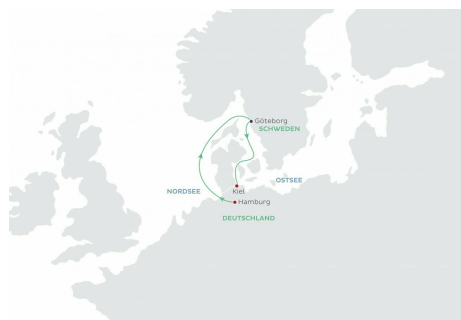 Göteborg
SCHWEDEN
OSTSEE
NORDSEE
Kiel
Hamburg
DEUTSCHLAND